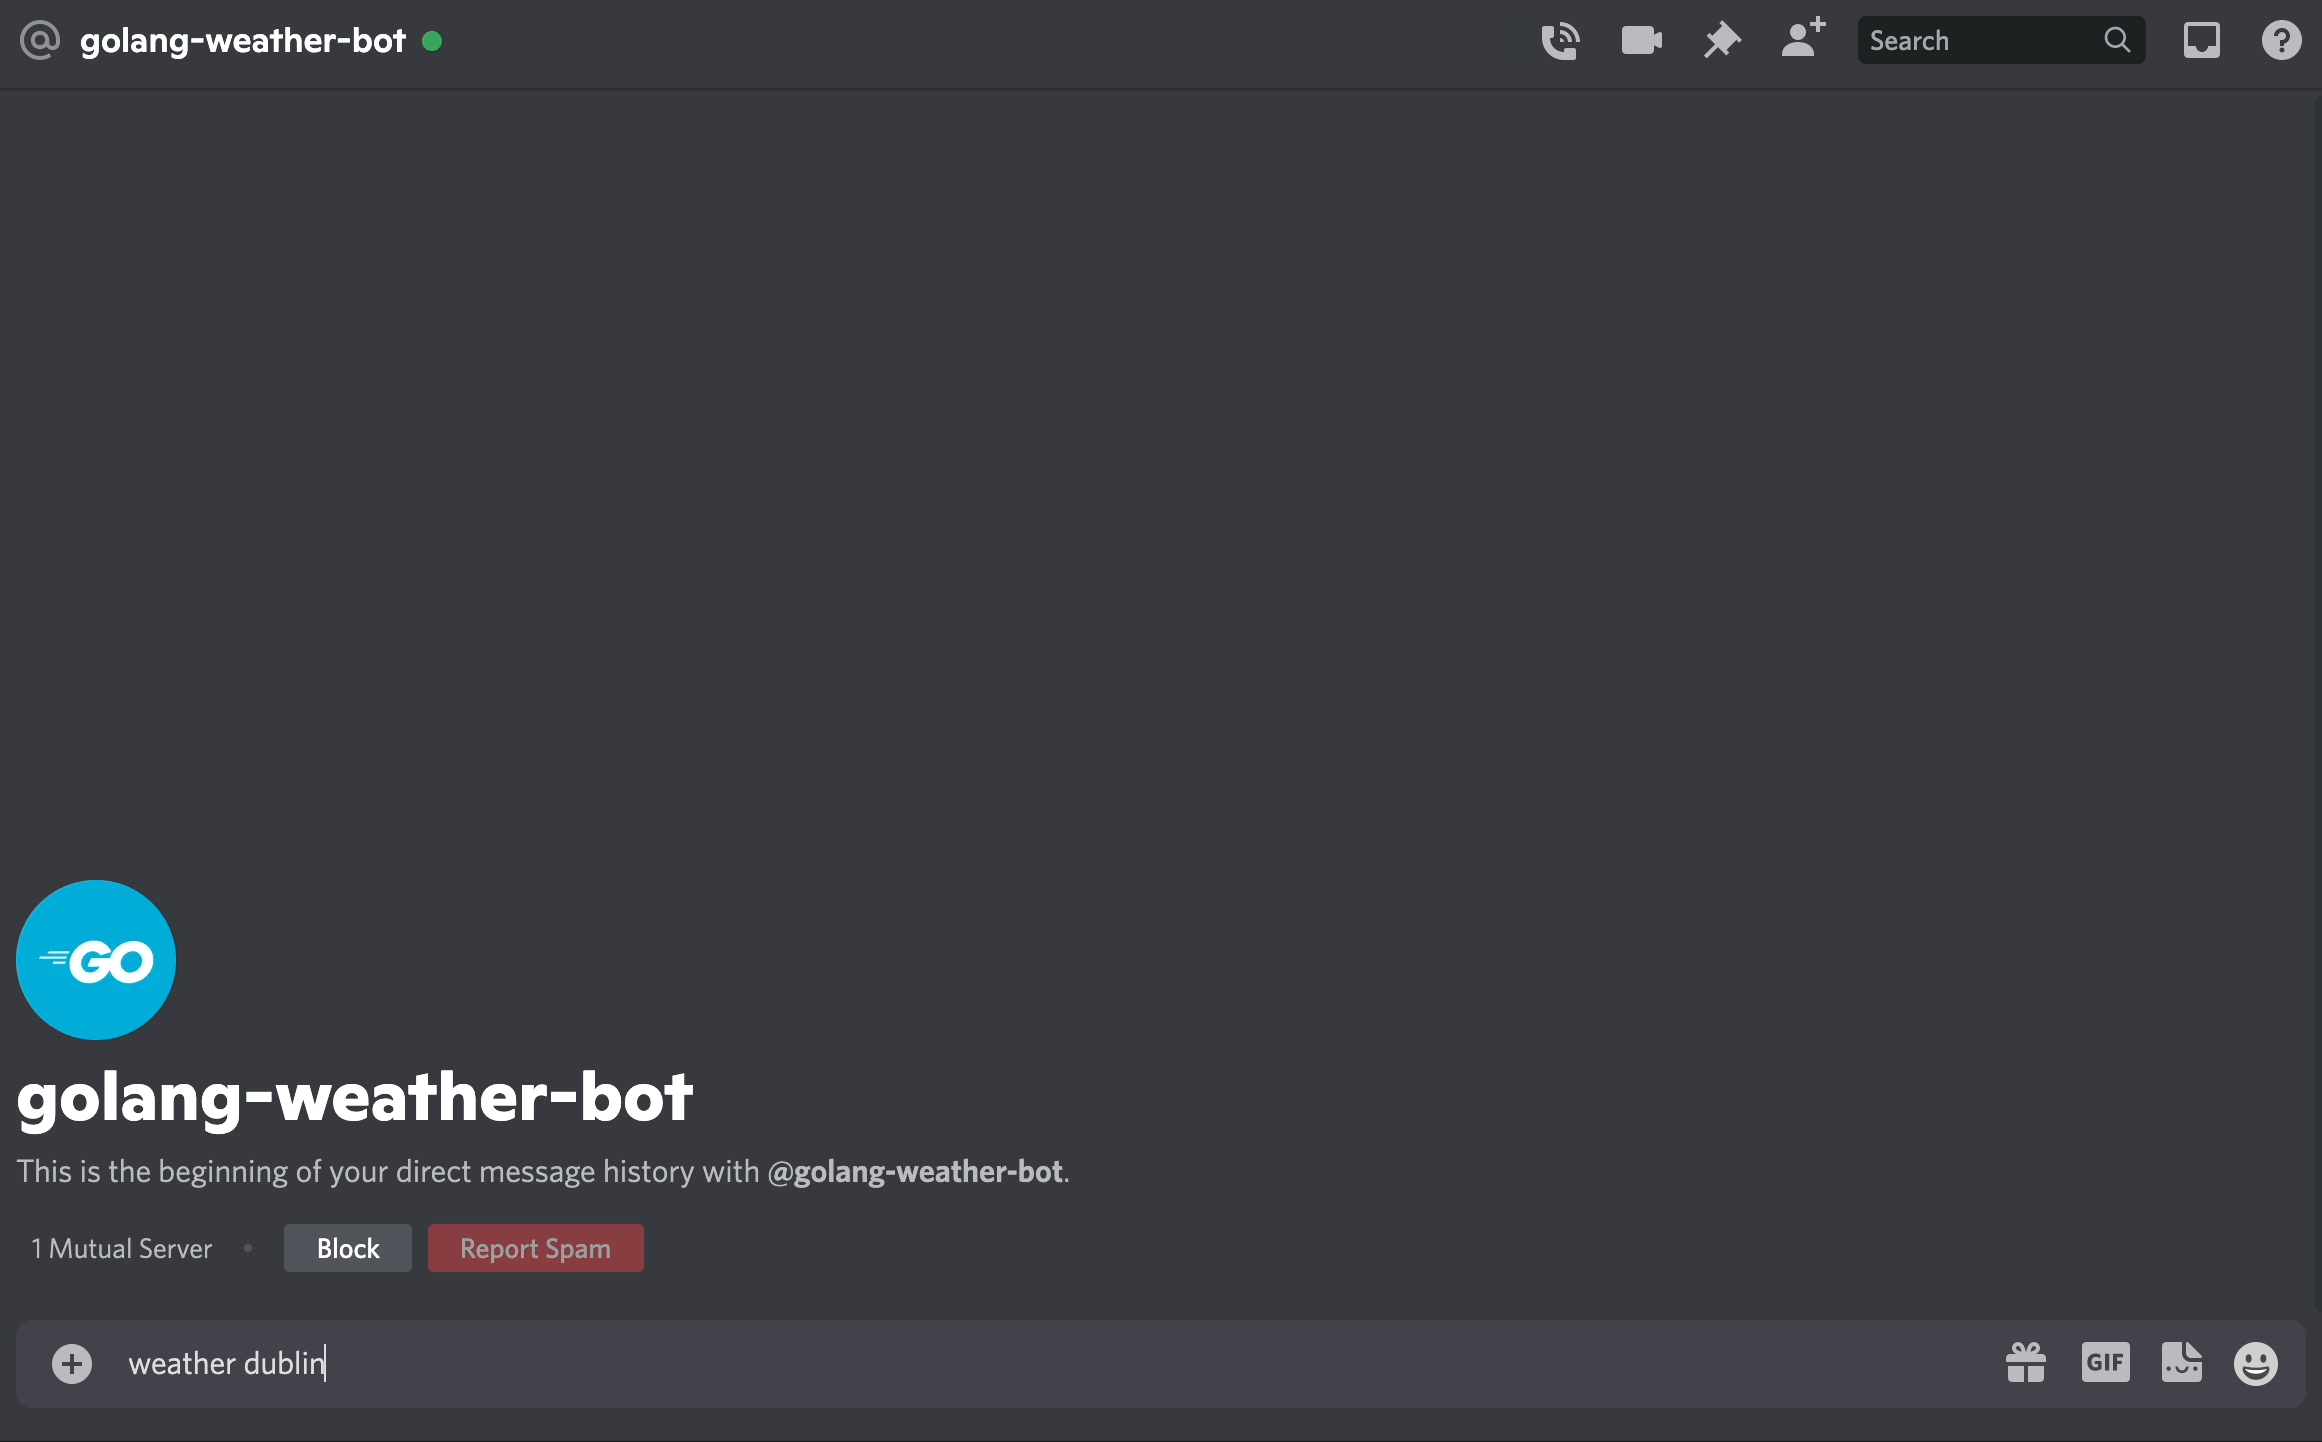 golang-weather-bot
Search
GO
golang-weather-bot
This is the beginning of your direct message history with @golang-weather-bot.
1 Mutual Server • Block Report Spam
weather dublin GIF